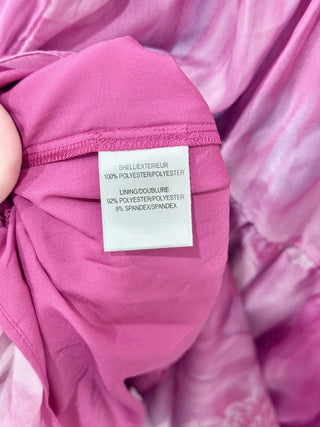 SHELL/EXTERIEUR
100% POLYESTER/POLYESTER
LINING/DOUBLURE
92% POLYESTER/POLYESTER
8% SPANDEX/SPANDEX